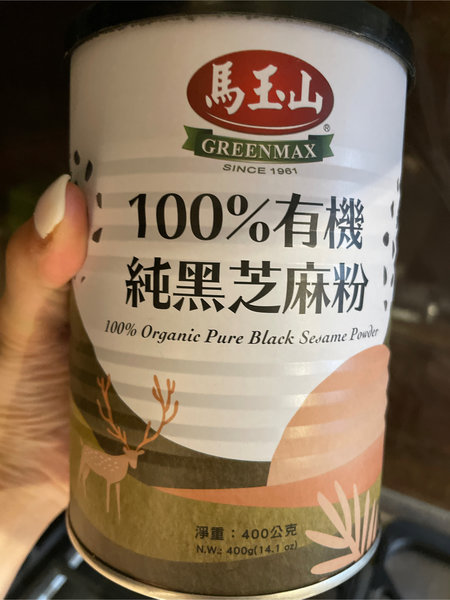 馬玉山
®
GREENMAX
SINCE 1961
100%有機
純黑芝麻粉
100% Organic Pure Black Sesame Powder
淨重：400公克
N.W.: 400g(14.1 oz)